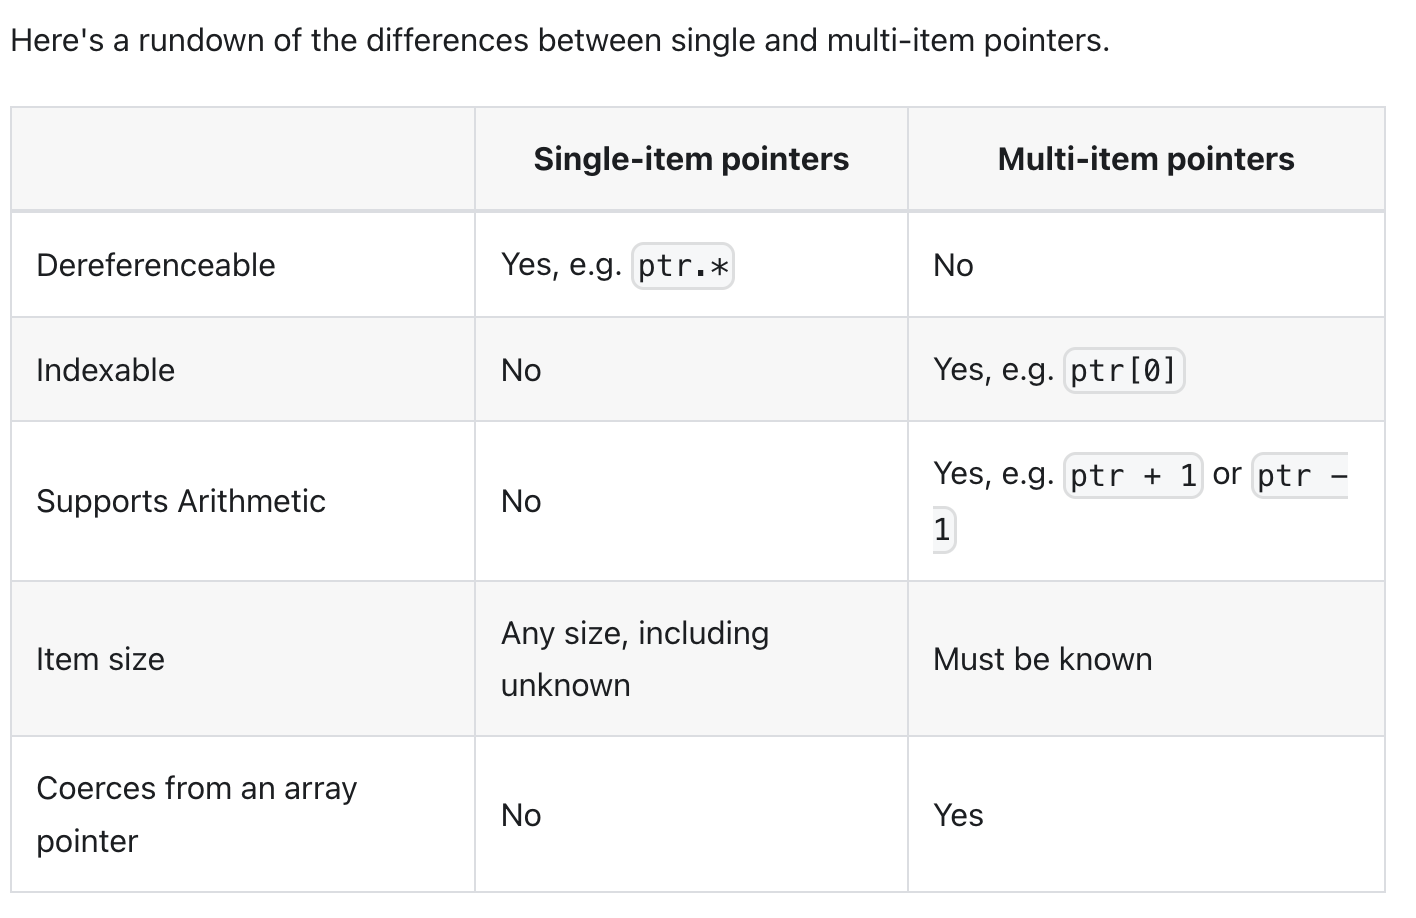 Here's a rundown of the differences between single and multi-item pointers.
Single-item pointers
Multi-item pointers
Dereferenceable
Yes, e.g. ptr.*
No
Indexable
No
Yes, e.g. ptr[0]
Supports Arithmetic
No
Yes, e.g. ptr + 1 or ptr -
1
Item size
Any size, including
unknown
Must be known
Coerces from an array
pointer
No
Yes